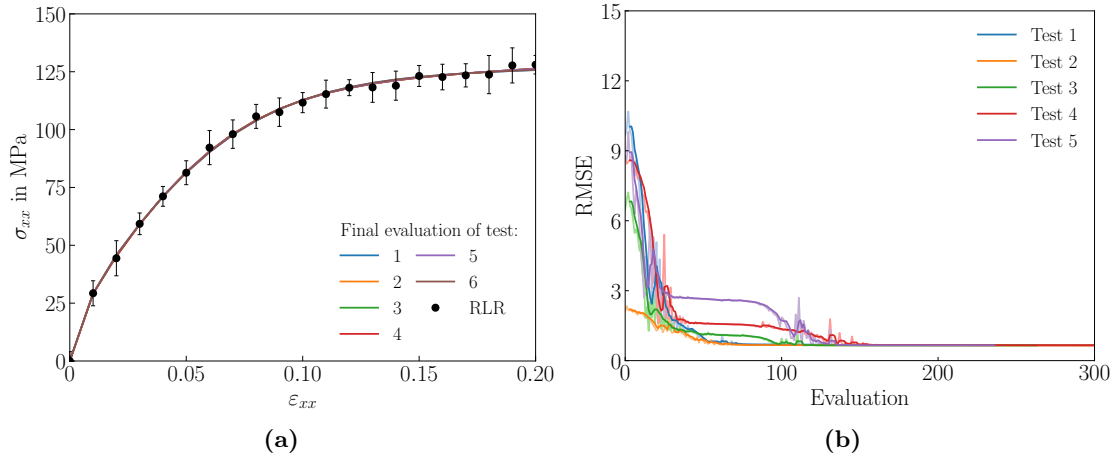 150
125
100
75
50
25
0
σxx in MPa
Final evaluation of test:
1
2
3
4
5
6
RLR
0.05
0.10
0.15
0.20
0
εxx
(a)
15
12
9
6
3
0
RMSE
Test 1
Test 2
Test 3
Test 4
Test 5
0
100
200
300
Evaluation
(b)